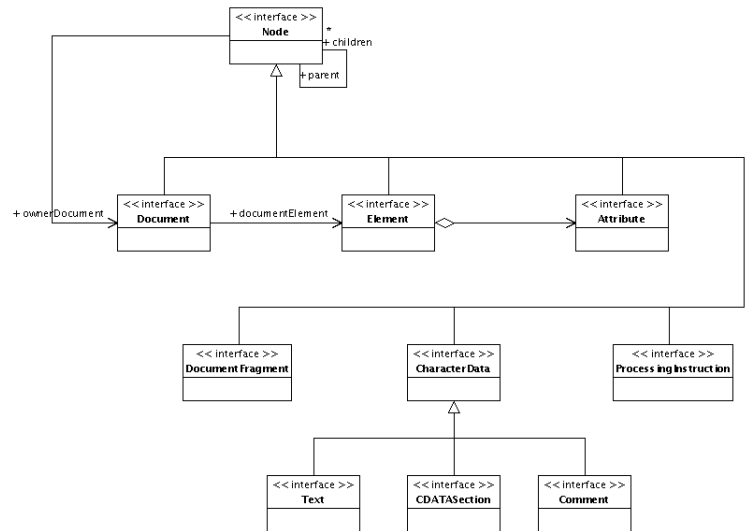 << interface >>
Node
*
+ children
+ parent
<< interface >>
Document
<< interface >>
Element
<< interface >>
Attribute
+ ownerDocument
+ documentElement
<< interface >>
DocumentFragment
<< interface >>
CharacterData
<< interface >>
ProcessingInstruction
<< interface >>
Text
<< interface >>
CDATASection
<< interface >>
Comment